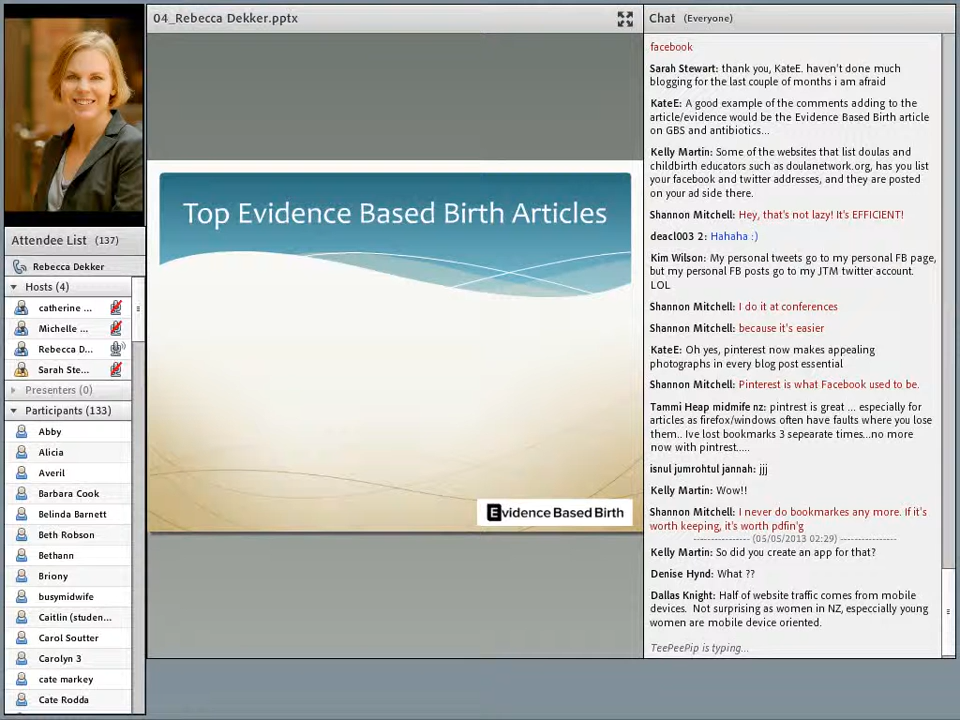 04_Rebecca Dekker.pptx
Attendee List (137)
Rebecca Dekker
Hosts (4)
catherine ...
Michelle ...
Rebecca D...
Sarah Ste...
Presenters (0)
Participants (133)
Abby
Alicia
Averil
Barbara Cook
Belinda Barnett
Beth Robson
Bethann
Briony
busymidwife
Caitlin (studen...
Carol Soutter
Carolyn 3
cate markey
Cate Rodda
Top Evidence Based Birth Articles
Evidence Based Birth
Chat (Everyone)
facebook
Sarah Stewart: thank you, KateE. haven't done much
blogging for the last couple of months i am afraid
KateE: A good example of the comments adding to the
article/evidence would be the Evidence Based Birth article
on GBS and antibiotics...
Kelly Martin: Some of the websites that list doulas and
childbirth educators such as doulanetwork.org, has you list
your facebook and twitter addresses, and they are posted
on your ad side there.
Shannon Mitchell: Hey, that's not lazy! It's EFFICIENT!
deacl003 2: Hahaha :)
Kim Wilson: My personal tweets go to my personal FB page,
but my personal FB posts go to my JTM twitter account.
LOL
Shannon Mitchell: I do it at conferences
Shannon Mitchell: because it's easier
KateE: Oh yes, pinterest now makes appealing
photographs in every blog post essential
Shannon Mitchell: Pinterest is what Facebook used to be.
Tammi Heap midmife nz: pintrest is great ... especially for
articles as firefox/windows often have faults where you lose
them.. Ive lost bookmarks 3 sepearate times...no more
now with pintrest.....
isnul jumrohtul jannah: jjj
Kelly Martin: Wow!!
Shannon Mitchell: I never do bookmarkes any more. If it's
worth keeping, it's worth pdfin'g
---------------- (05/05/2013 02:29) ----------------
Kelly Martin: So did you create an app for that?
Denise Hynd: What ??
Dallas Knight: Half of website traffic comes from mobile
devices. Not surprising as women in NZ, especcially young
women are mobile device oriented.
TeePeePip is typing...